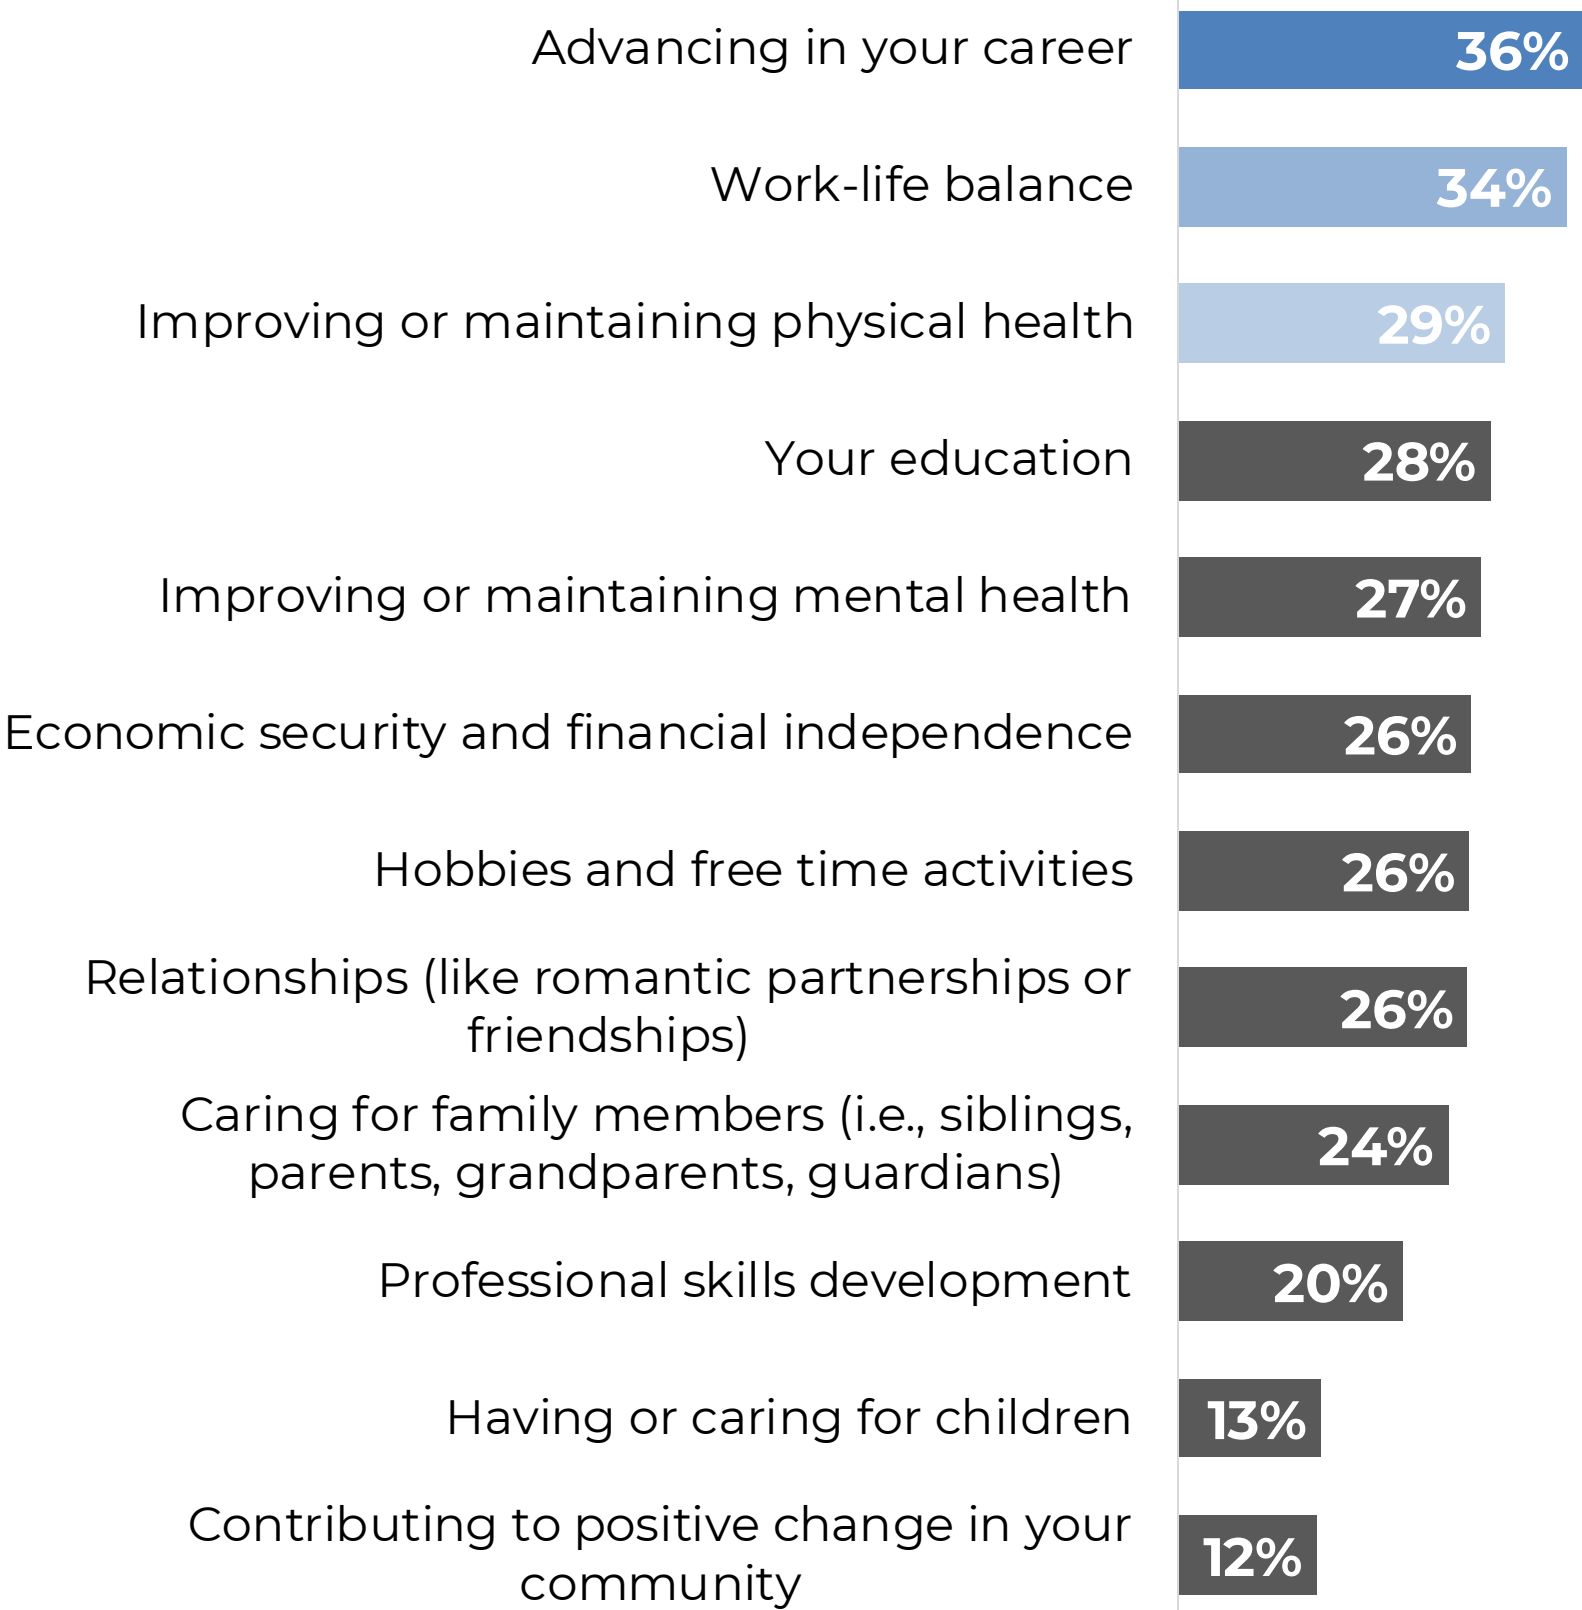 Advancing in your career 36%
Work-life balance 34%
Improving or maintaining physical health 29%
Your education 28%
Improving or maintaining mental health 27%
Economic security and financial independence 26%
Hobbies and free time activities 26%
Relationships (like romantic partnerships or
friendships) 26%
Caring for family members (i.e., siblings,
parents, grandparents, guardians) 24%
Professional skills development 20%
Having or caring for children 13%
Contributing to positive change in your
community 12%